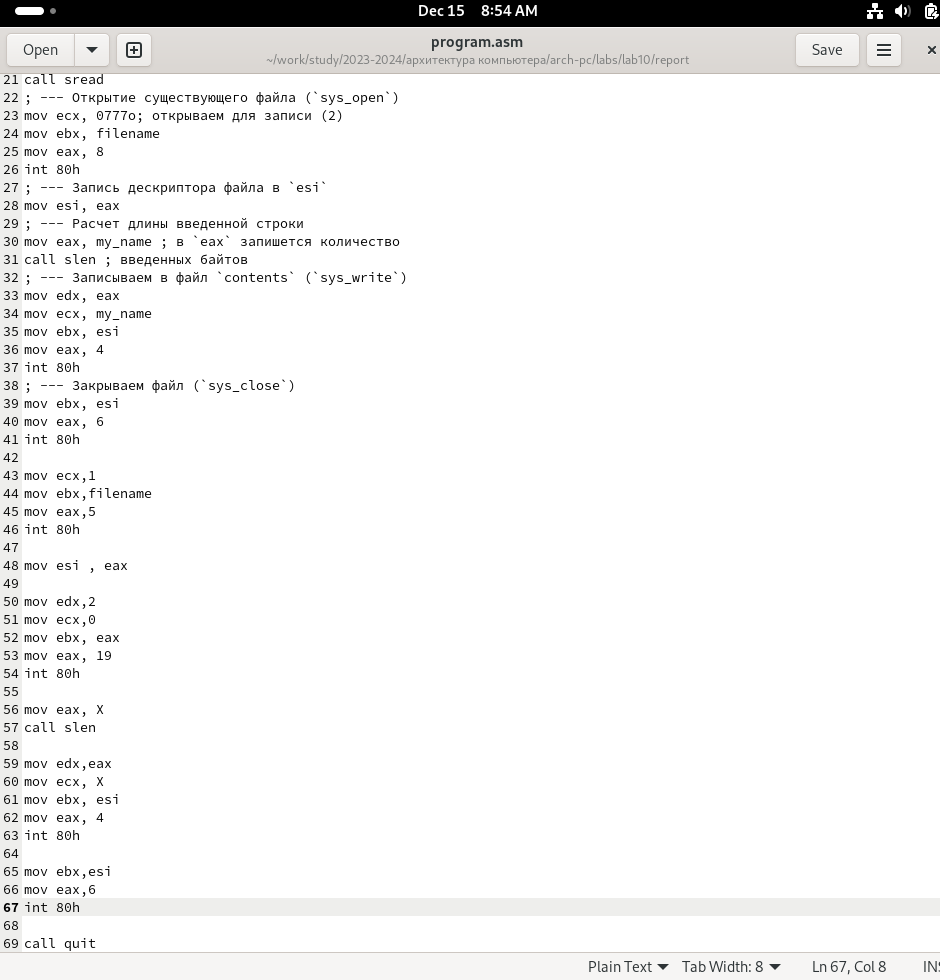 Dec 15 8:54 AM
Open
program.asm
~/work/study/2023-2024/архитектура компьютера/arch-pc/labs/lab10/report
Save
21 call sread
22 ; --- Открытие существующего файла (`sys_open`)
23 mov ecx, 0777o; открываем для записи (2)
24 mov ebx, filename
25 mov eax, 8
26 int 80h
27 ; --- Запись дескриптора файла в `esi`
28 mov esi, eax
29 ; --- Расчет длины введенной строки
30 mov eax, my_name ; в `eax` запишется количество
31 call slen ; введенных байтов
32 ; --- Записываем в файл `contents` (`sys_write`)
33 mov edx, eax
34 mov ecx, my_name
35 mov ebx, esi
36 mov eax, 4
37 int 80h
38 ; --- Закрываем файл (`sys_close`)
39 mov ebx, esi
40 mov eax, 6
41 int 80h
42
43 mov ecx,1
44 mov ebx,filename
45 mov eax,5
46 int 80h
47
48 mov esi , eax
49
50 mov edx,2
51 mov ecx,0
52 mov ebx, eax
53 mov eax, 19
54 int 80h
55
56 mov eax, X
57 call slen
58
59 mov edx,eax
60 mov ecx, X
61 mov ebx, esi
62 mov eax, 4
63 int 80h
64
65 mov ebx,esi
66 mov eax,6
67 int 80h
68
69 call quit
Plain Text Tab Width: 8 Ln 67, Col 8 IN